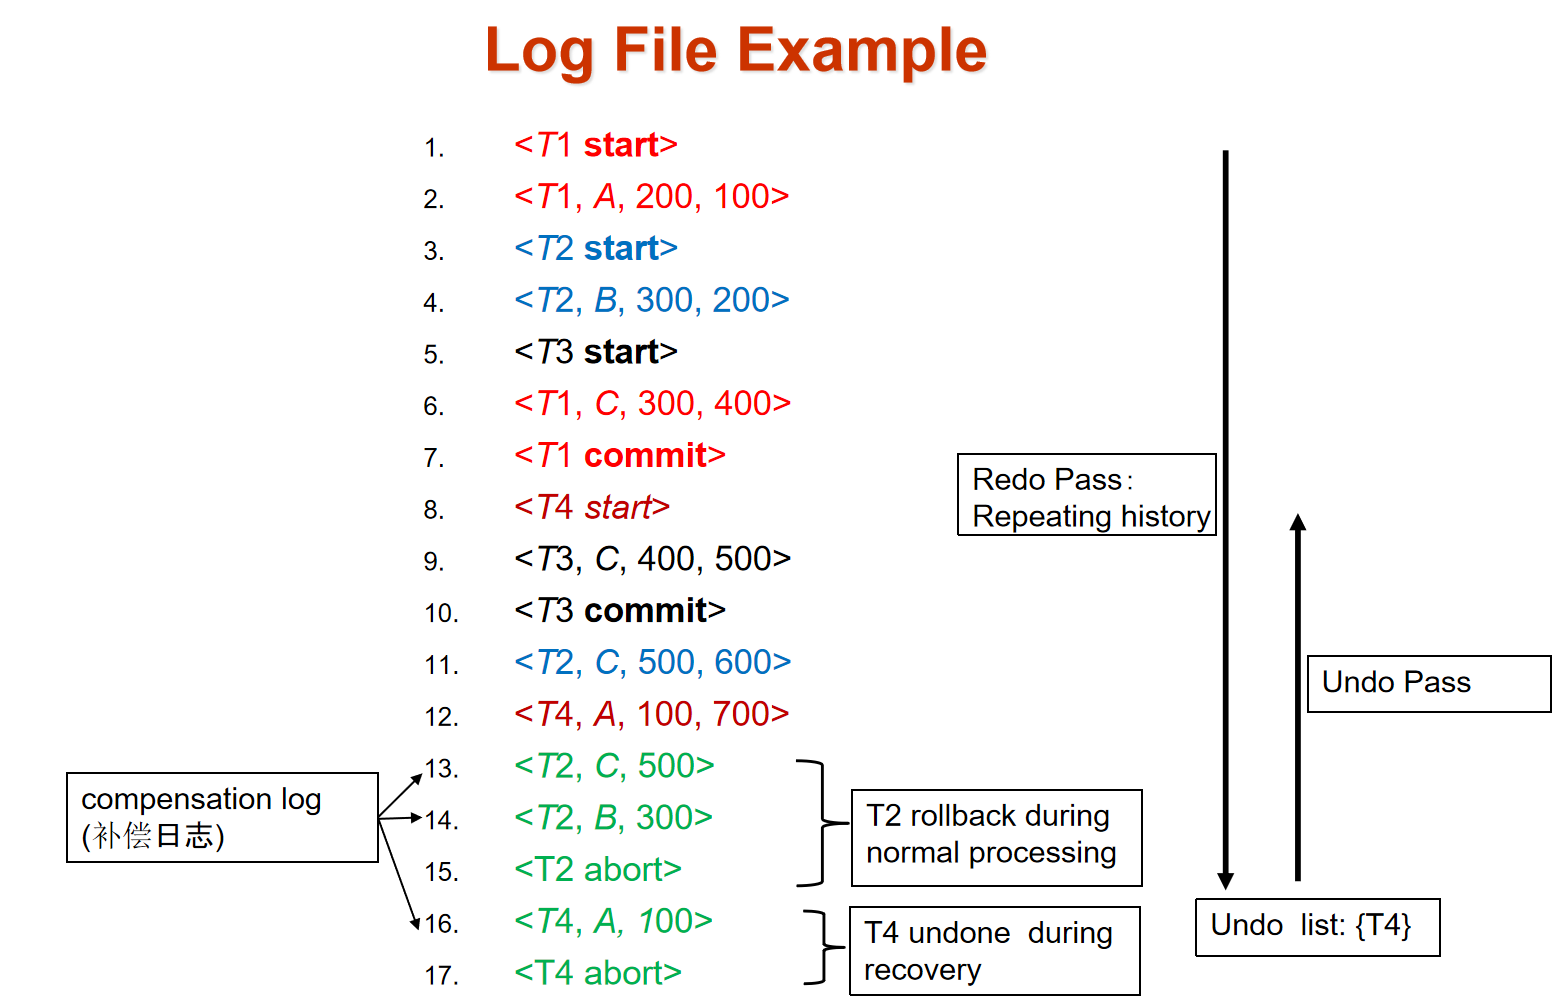 Log File Example
1. <T1 start>
2. <T1, A, 200, 100>
3. <T2 start>
4. <T2, B, 300, 200>
5. <T3 start>
6. <T1, C, 300, 400>
7. <T1 commit>
8. <T4 start>
9. <T3, C, 400, 500>
10. <T3 commit>
11. <T2, C, 500, 600>
12. <T4, A, 100, 700>
13. <T2, C, 500>
14. <T2, B, 300>
15. <T2 abort>
16. <T4, A, 100>
17. <T4 abort>
compensation log
(补偿日志)
T2 rollback during
normal processing
T4 undone during
recovery
Redo Pass：
Repeating history
Undo Pass
Undo list: {T4}